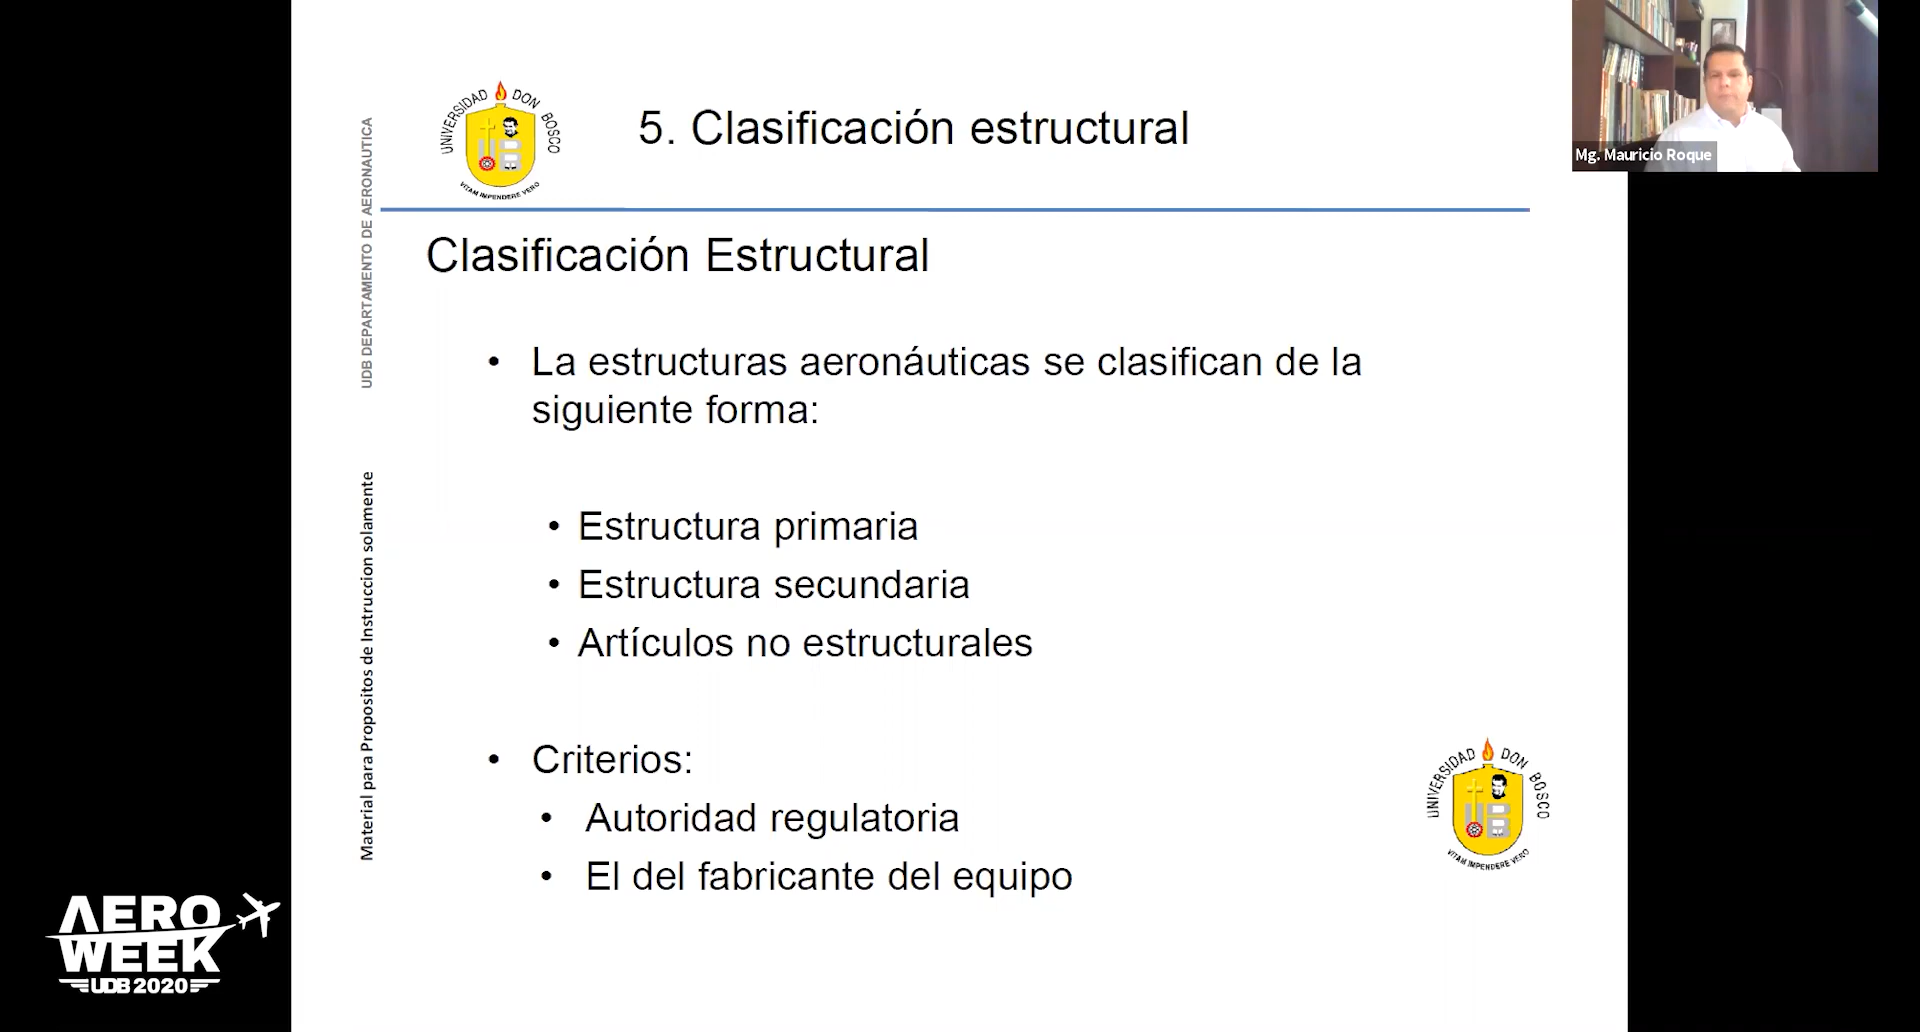 UNIVERSIDAD DON BOSCO
VITAM IMPENDERE VERO
5. Clasificación estructural
Mg. Mauricio Roque
UDB DEPARTAMENTO DE AERONAUTICA
Material para Propositos de Instruccion solamente
Clasificación Estructural
• La estructuras aeronáuticas se clasifican de la
siguiente forma:
• Estructura primaria
• Estructura secundaria
• Artículos no estructurales
• Criterios:
• Autoridad regulatoria
• El del fabricante del equipo
UNIVERSIDAD DON BOSCO
VITAM IMPENDERE VERO
AERO
WEEK
UDB 2020